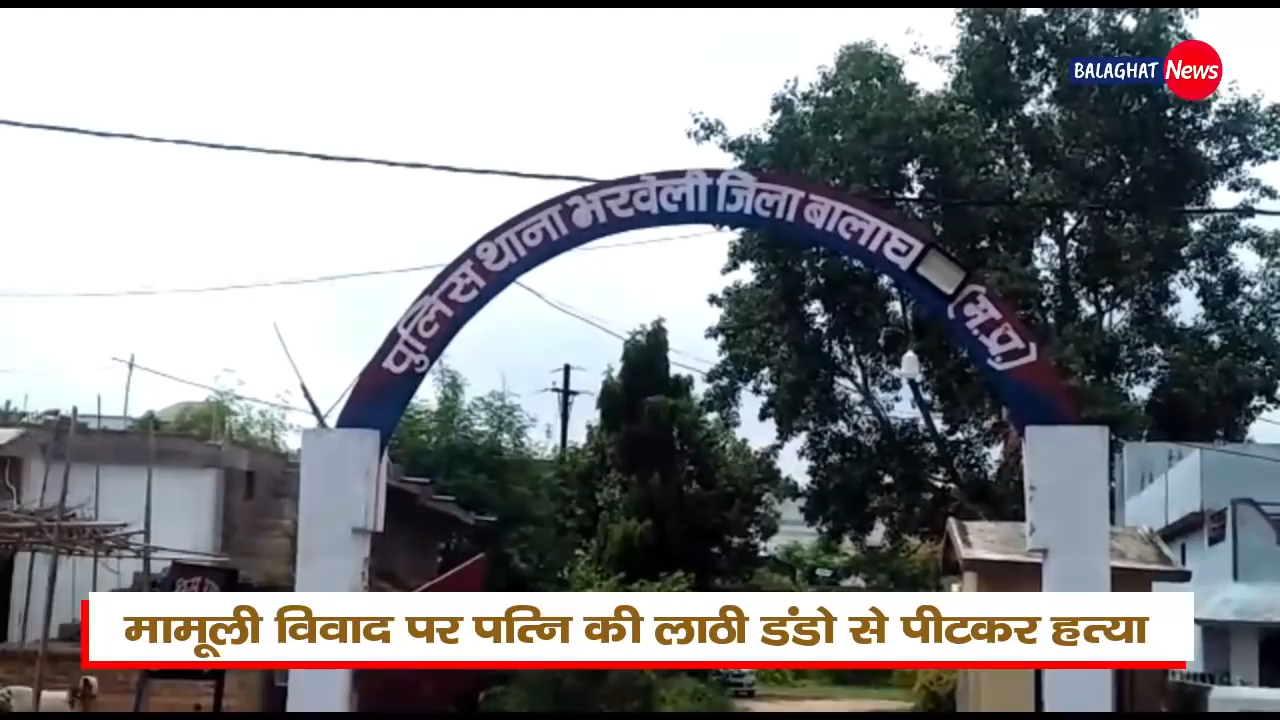 BALAGHAT News
पुलिस थाना भरवेली जिला बालाघ (म.प्र.)
मामूली विवाद पर पत्नि की लाठी डंडो से पीटकर हत्या